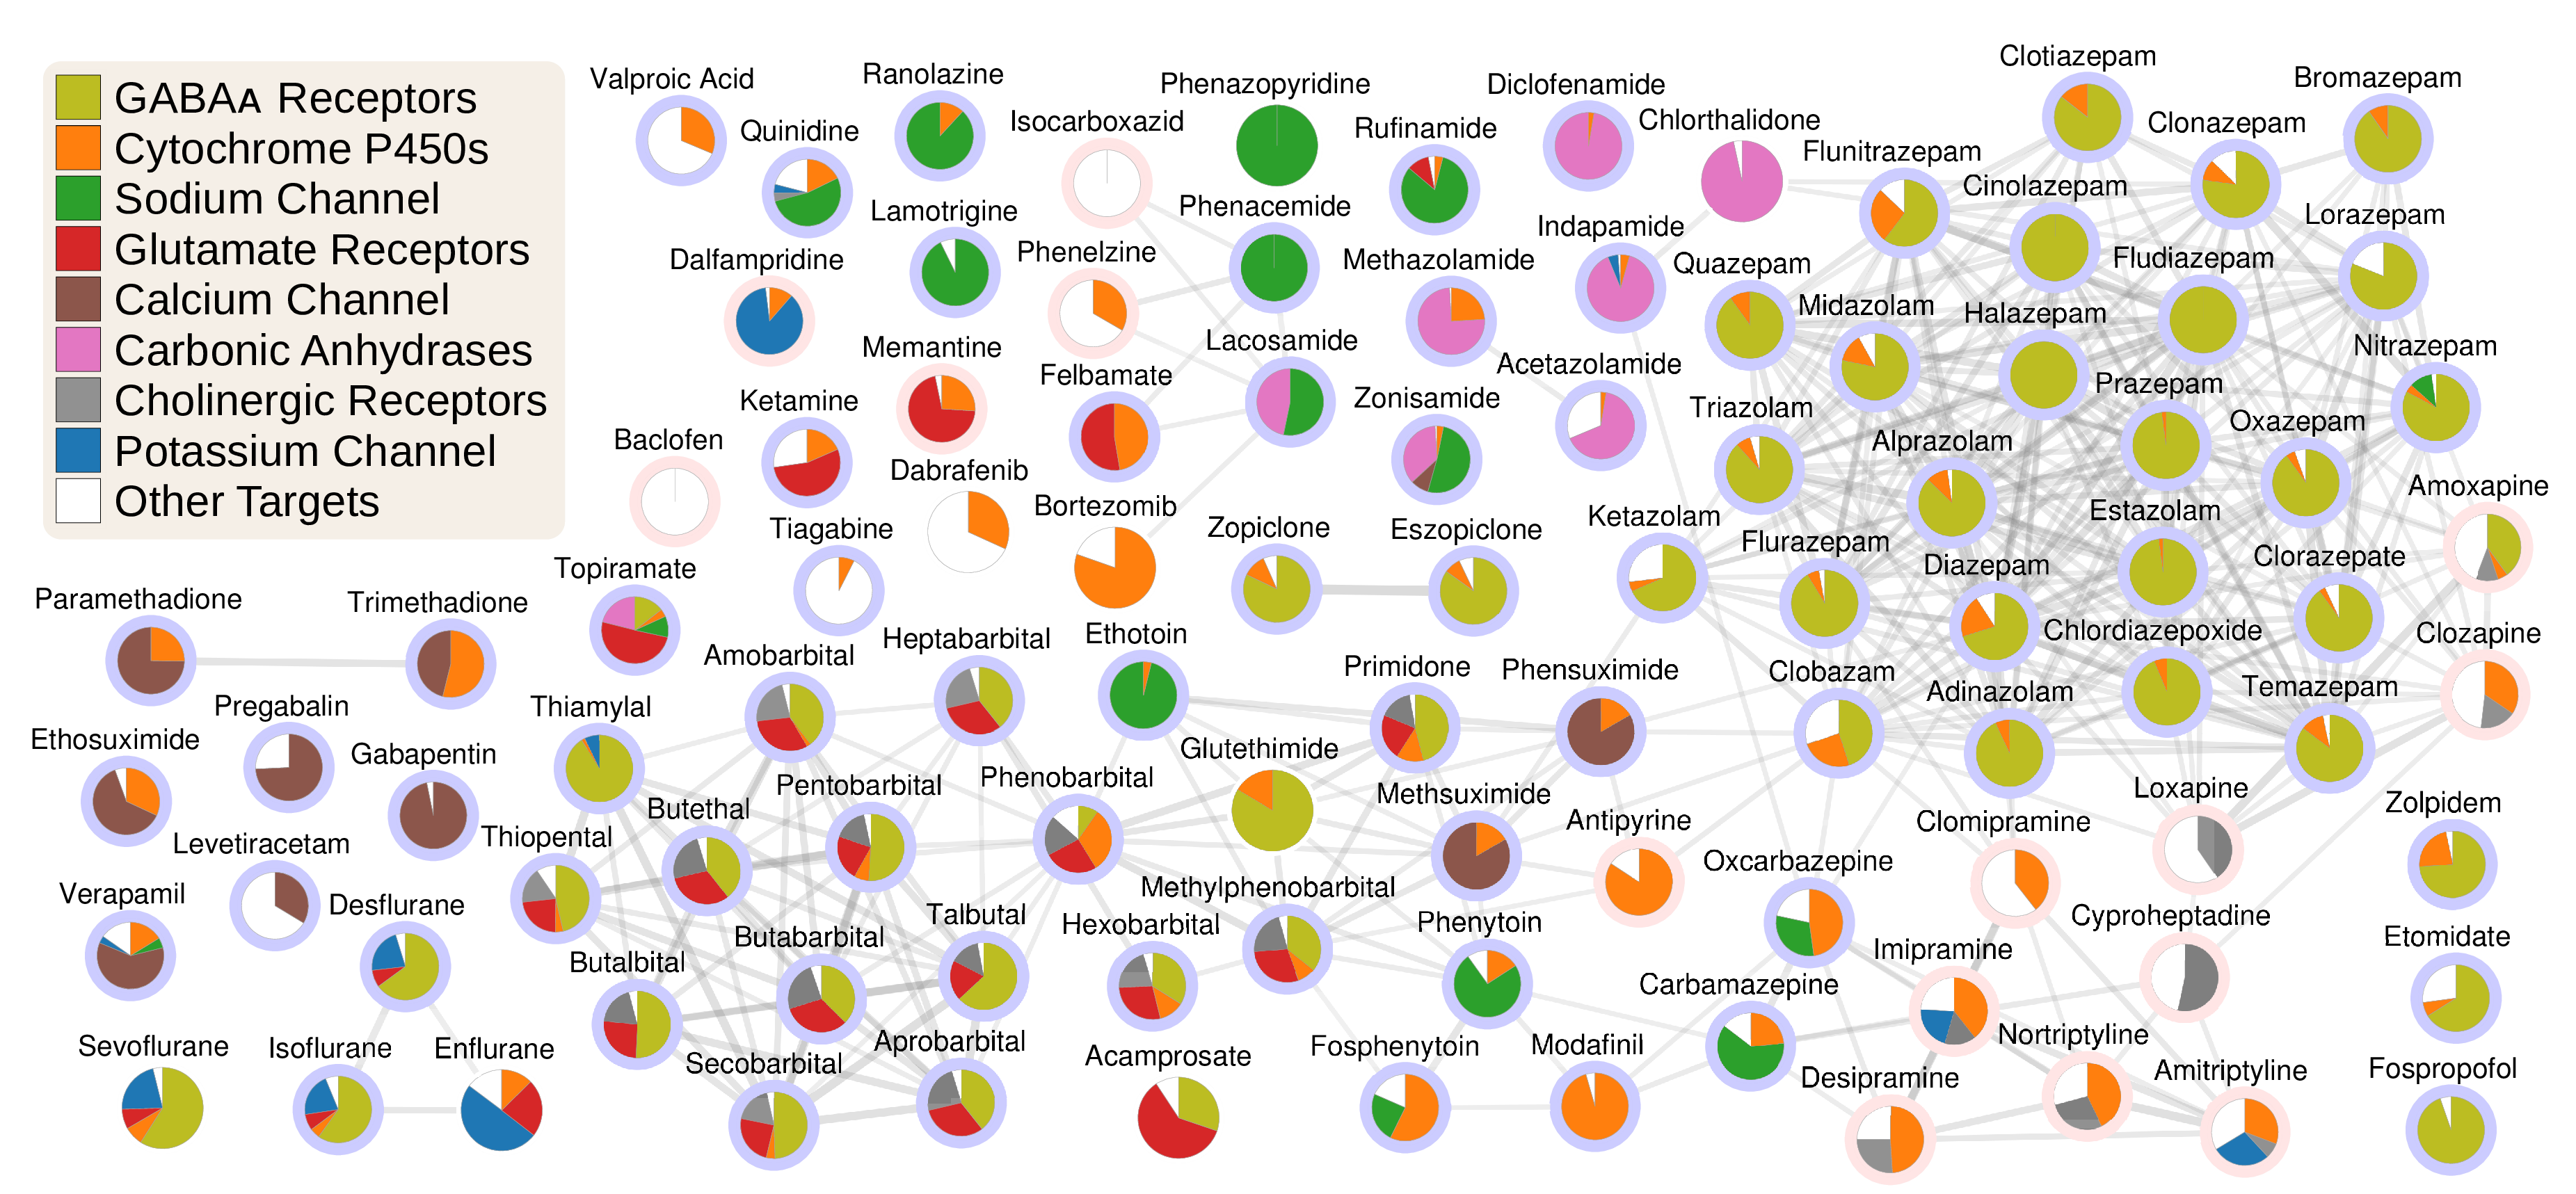 GABAA Receptors
Cytochrome P450s
Sodium Channel
Glutamate Receptors
Calcium Channel
Carbonic Anhydrases
Cholinergic Receptors
Potassium Channel
Other Targets
Valproic Acid
Ranolazine
Quinidine
Isocarboxazid
Phenazopyridine
Rufinamide
Diclofenamide
Chlorthalidone
Flunitrazepam
Clotiazepam
Clonazepam
Bromazepam
Cinolazepam
Lorazepam
Lamotrigine
Phenacemide
Dalfampridine
Phenelzine
Methazolamide
Indapamide
Quazepam
Fludiazepam
Midazolam
Halazepam
Nitrazepam
Memantine
Felbamate
Lacosamide
Acetazolamide
Prazepam
Ketamine
Zonisamide
Triazolam
Alprazolam
Oxazepam
Baclofen
Dabrafenib
Bortezomib
Amoxapine
Tiagabine
Zopiclone
Eszopiclone
Ketazolam
Flurazepam
Estazolam
Diazepam
Clorazepate
Topiramate
Paramethadione
Trimethadione
Amobarbital
Heptabarbital
Ethotoin
Primidone
Phensuximide
Clobazam
Chlordiazepoxide
Clozapine
Adinazolam
Temazepam
Pregabalin
Thiamylal
Ethosuximide
Gabapentin
Pentobarbital
Phenobarbital
Glutethimide
Methsuximide
Antipyrine
Loxapine
Zolpidem
Butethal
Clomipramine
Levetiracetam
Thiopental
Verapamil
Desflurane
Butalbital
Butabarbital
Talbutal
Hexobarbital
Methylphenobarbital
Phenytoin
Oxcarbazepine
Imipramine
Cyproheptadine
Etomidate
Carbamazepine
Nortriptyline
Sevoflurane
Isoflurane
Enflurane
Secobarbital
Aprobarbital
Acamprosate
Fosphenytoin
Modafinil
Desipramine
Amitriptyline
Fospropofol